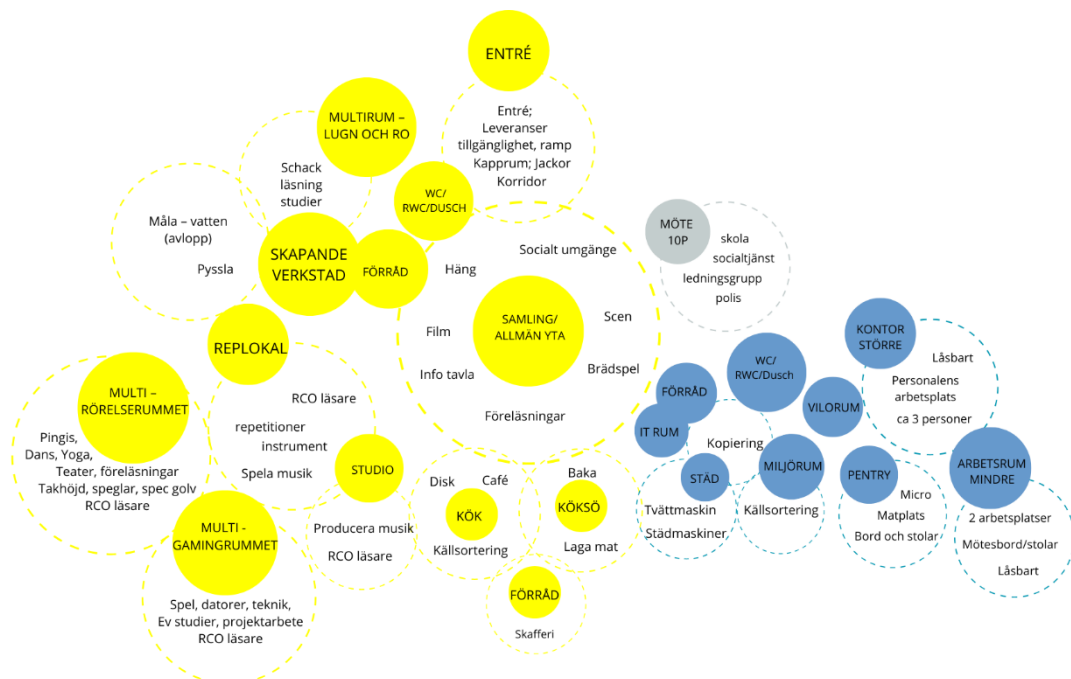 ENTRÉ
Entré;
Leveranser
tillgänglighet, ramp
Kapprum; Jackor
Korridor
MULTIRUM –
LUGN OCH RO
Schack
läsning
studier
WC/
RWC/DUSCH
Måla – vatten
(avlopp)
Pyssla
SKAPANDE
VERKSTAD
FÖRRÅD
Socialt umgänge
Häng
Film
Info tavla
SAMLING/
ALLMÄN YTA
Scen
Brädspel
Föreläsningar
MÖTE
10P
skola
socialtjänst
ledningsgrupp
polis
REPLOKAL
RCO läsare
repetitioner
instrument
Spela musik
MULTI –
RÖRELSERUMMET
Pingis,
Dans, Yoga,
Teater, föreläsningar
Takhöjd, speglar, spec golv
RCO läsare
STUDIO
Producera musik
RCO läsare
MULTI -
GAMINGRUMMET
Spel, datorer, teknik,
Ev studier, projektarbete
RCO läsare
Disk
Café
KÖK
Källsortering
Baka
KÖKSÖ
Laga mat
FÖRRÅD
Skafferi
FÖRRÅD
IT RUM
WC/
RWC/Dusch
Kopiering
STÄD
Tvättmaskin
Städmaskiner
MILJÖRUM
Källsortering
VILORUM
KONTOR
STÖRRE
Låsbart
Personalens
arbetsplats
ca 3 personer
PENTRY
Micro
Matplats
Bord och stolar
ARBETSRUM
MINDRE
2 arbetsplatser
Mötesbord/stolar
Låsbart